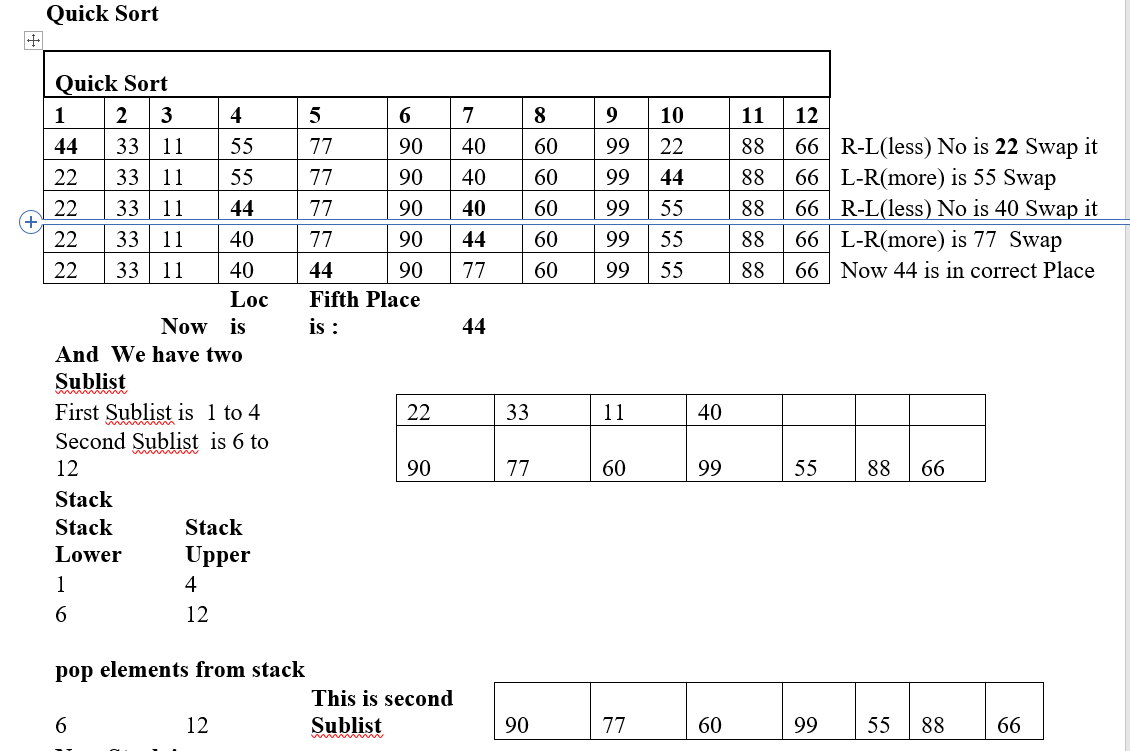 Quick Sort
Quick Sort
1 2 3 4 5 6 7 8 9 10 11 12
44 33 11 55 77 90 40 60 99 22 88 66 R-L(less) No is 22 Swap it
22 33 11 55 77 90 40 60 99 44 88 66 L-R(more) is 55 Swap
22 33 11 44 77 90 40 60 99 55 88 66 R-L(less) No is 40 Swap it
22 33 11 40 77 90 44 60 99 55 88 66 L-R(more) is 77 Swap
22 33 11 40 44 90 77 60 99 55 88 66 Now 44 is in correct Place
Loc Fifth Place
Now is is : 44
And We have two
Sublist
First Sublist is 1 to 4 22 33 11 40
Second Sublist is 6 to
12 90 77 60 99 55 88 66
Stack
Stack Stack
Lower Upper
1 4
6 12
pop elements from stack
This is second
6 12 Sublist 90 77 60 99 55 88 66